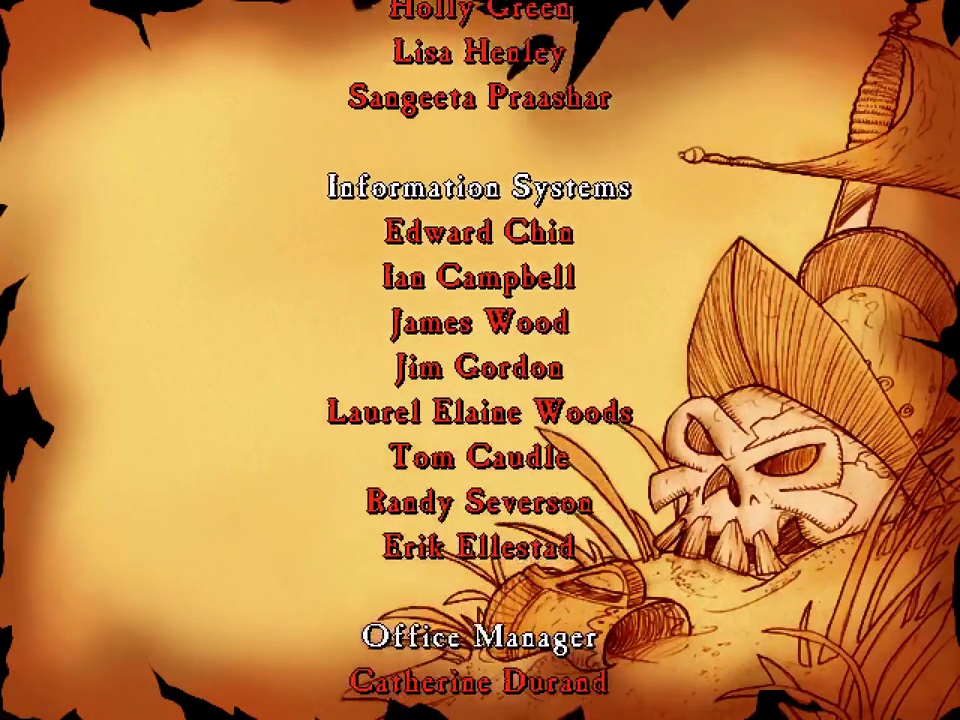 Holly Green
Lisa Henley
Sangeeta Praashar
Information Systems
Edward Chin
Ian Campbell
James Wood
Jim Gordon
Laurel Elaine Woods
Tom Caudle
Randy Severson
Erik Ellestad
Office Manager
Catherine Durand